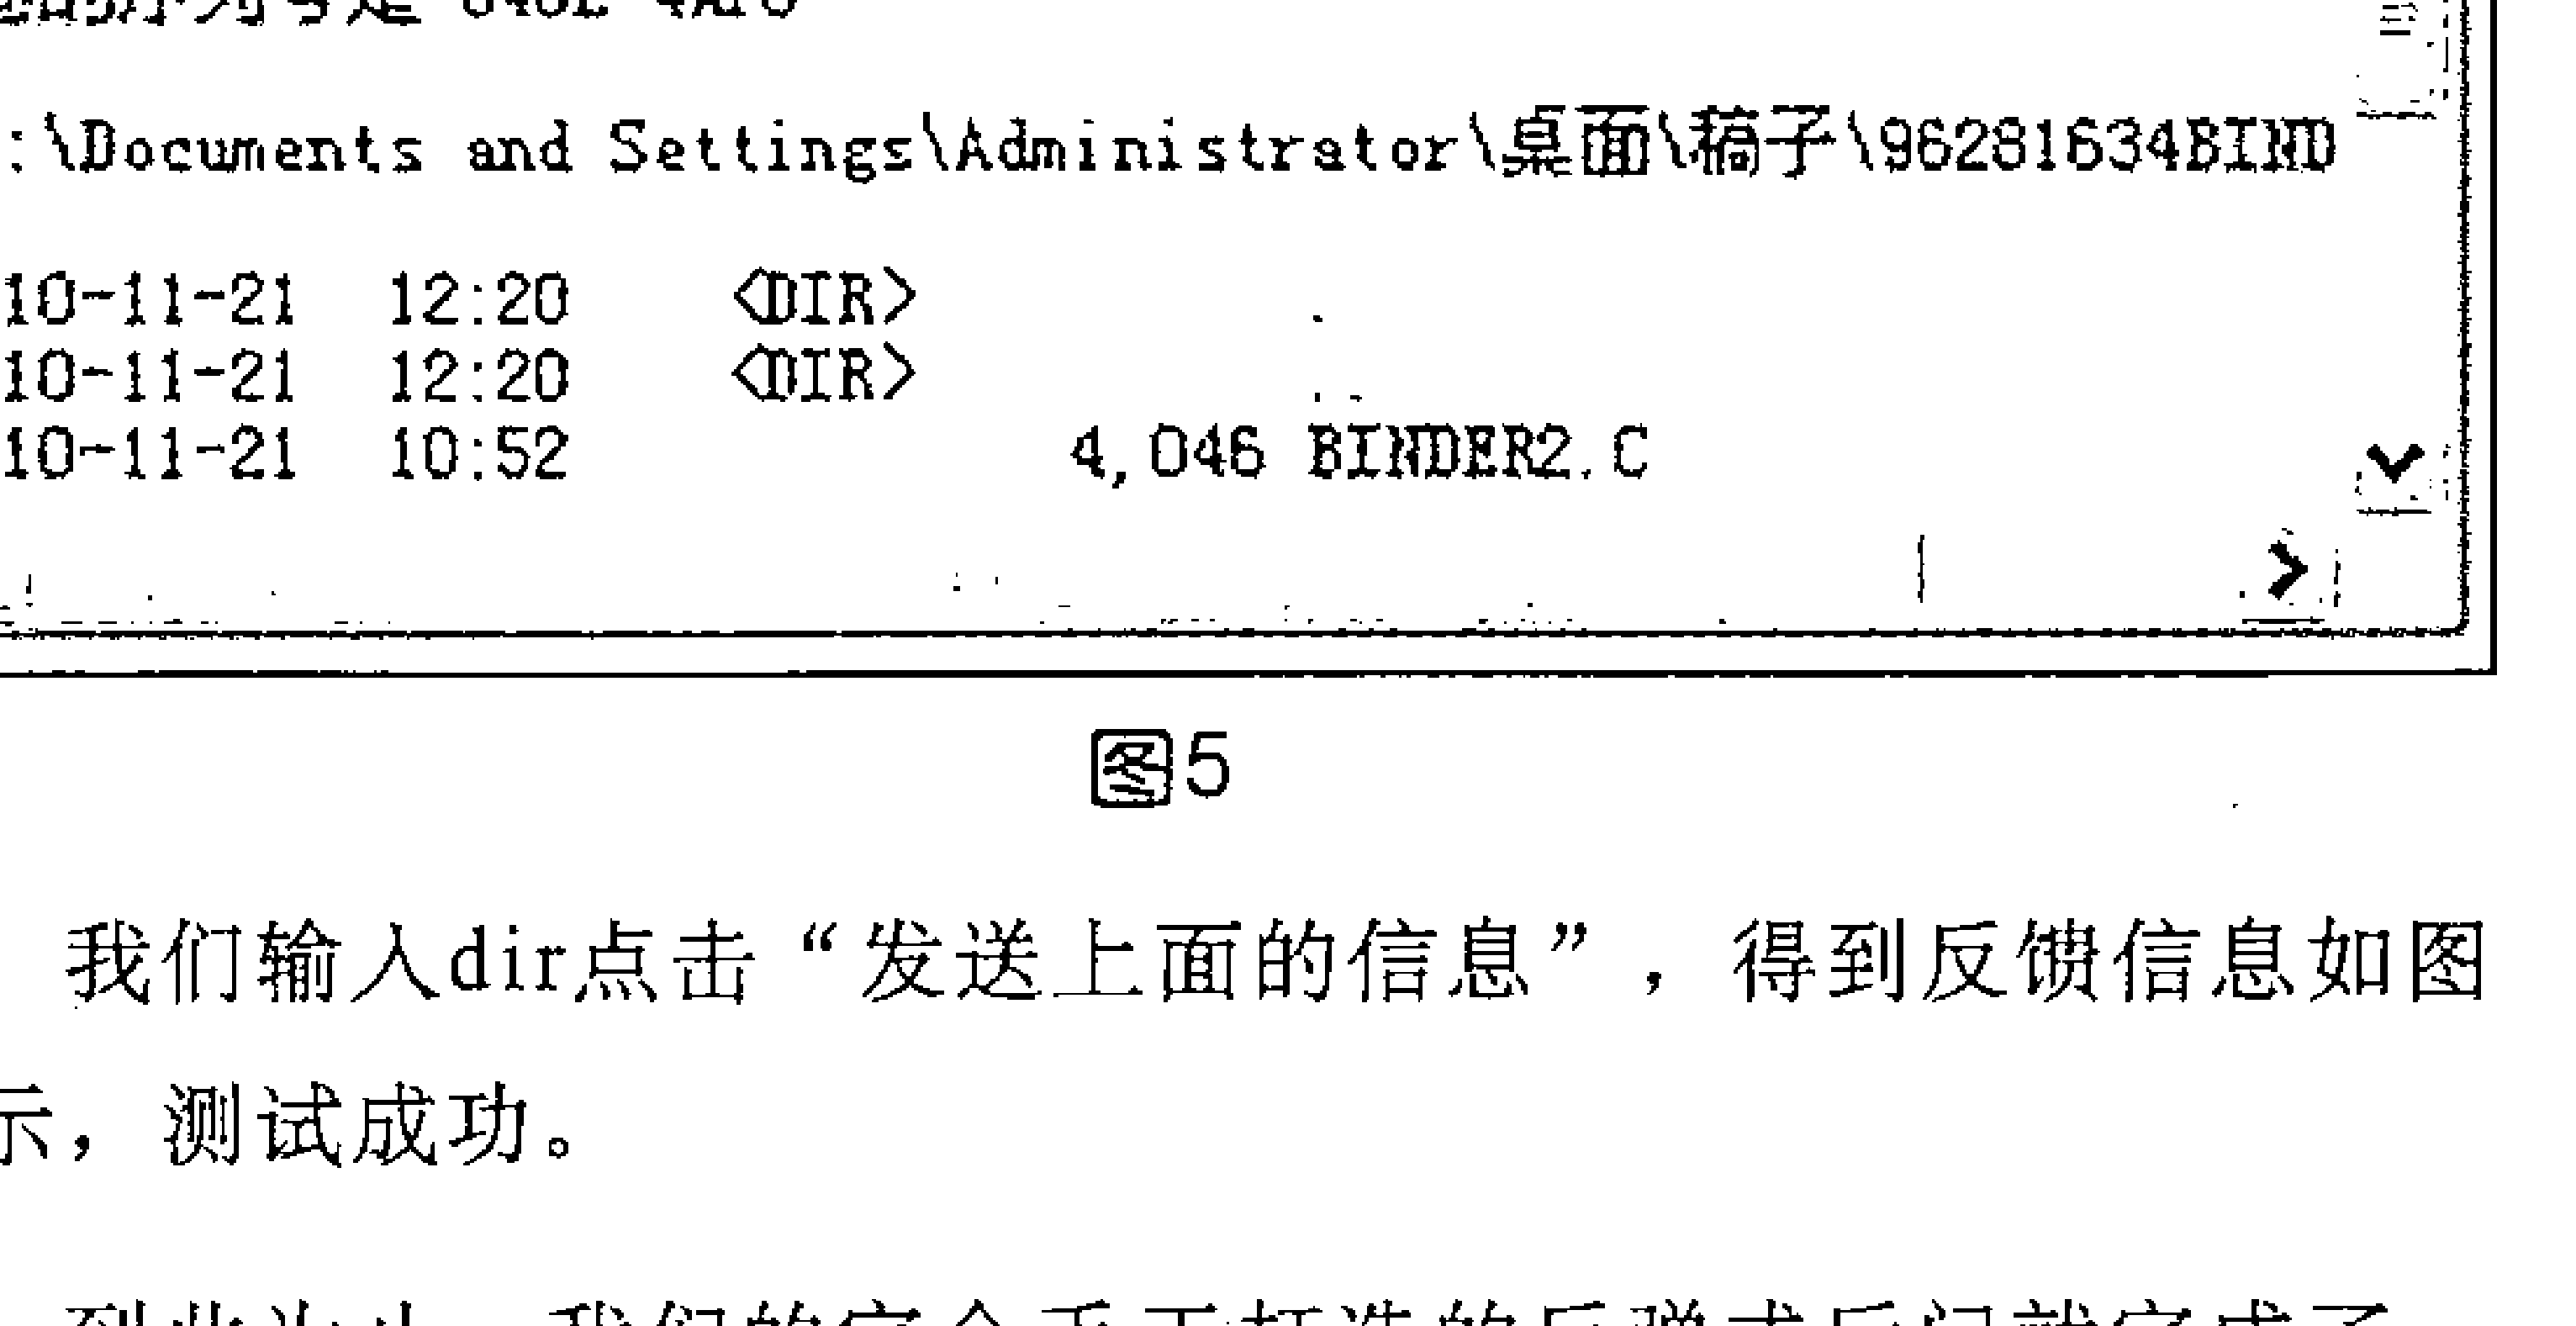 :\Documents and Settings\Administrator\桌面\稿子\96281634BIND
10-11-21 12:20 <DIR> .
10-11-21 12:20 <DIR> ..
10-11-21 10:52 4,046 BINDER2.C
图5
我们输入dir点击“发送上面的信息”，得到反馈信息如图
示，测试成功。